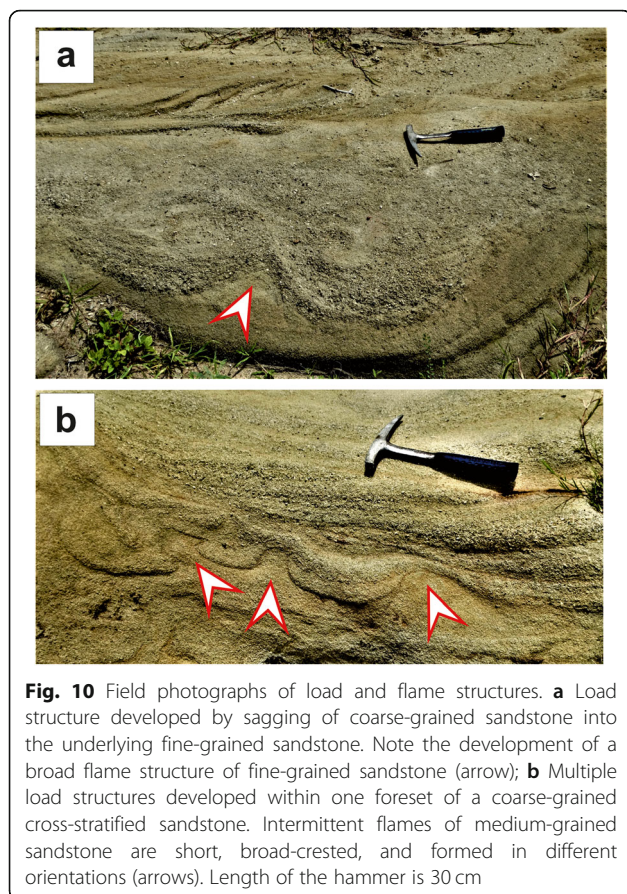 a
b
Fig. 10 Field photographs of load and flame structures. a Load
structure developed by sagging of coarse-grained sandstone into
the underlying fine-grained sandstone. Note the development of a
broad flame structure of fine-grained sandstone (arrow); b Multiple
load structures developed within one foreset of a coarse-grained
cross-stratified sandstone. Intermittent flames of medium-grained
sandstone are short, broad-crested, and formed in different
orientations (arrows). Length of the hammer is 30 cm